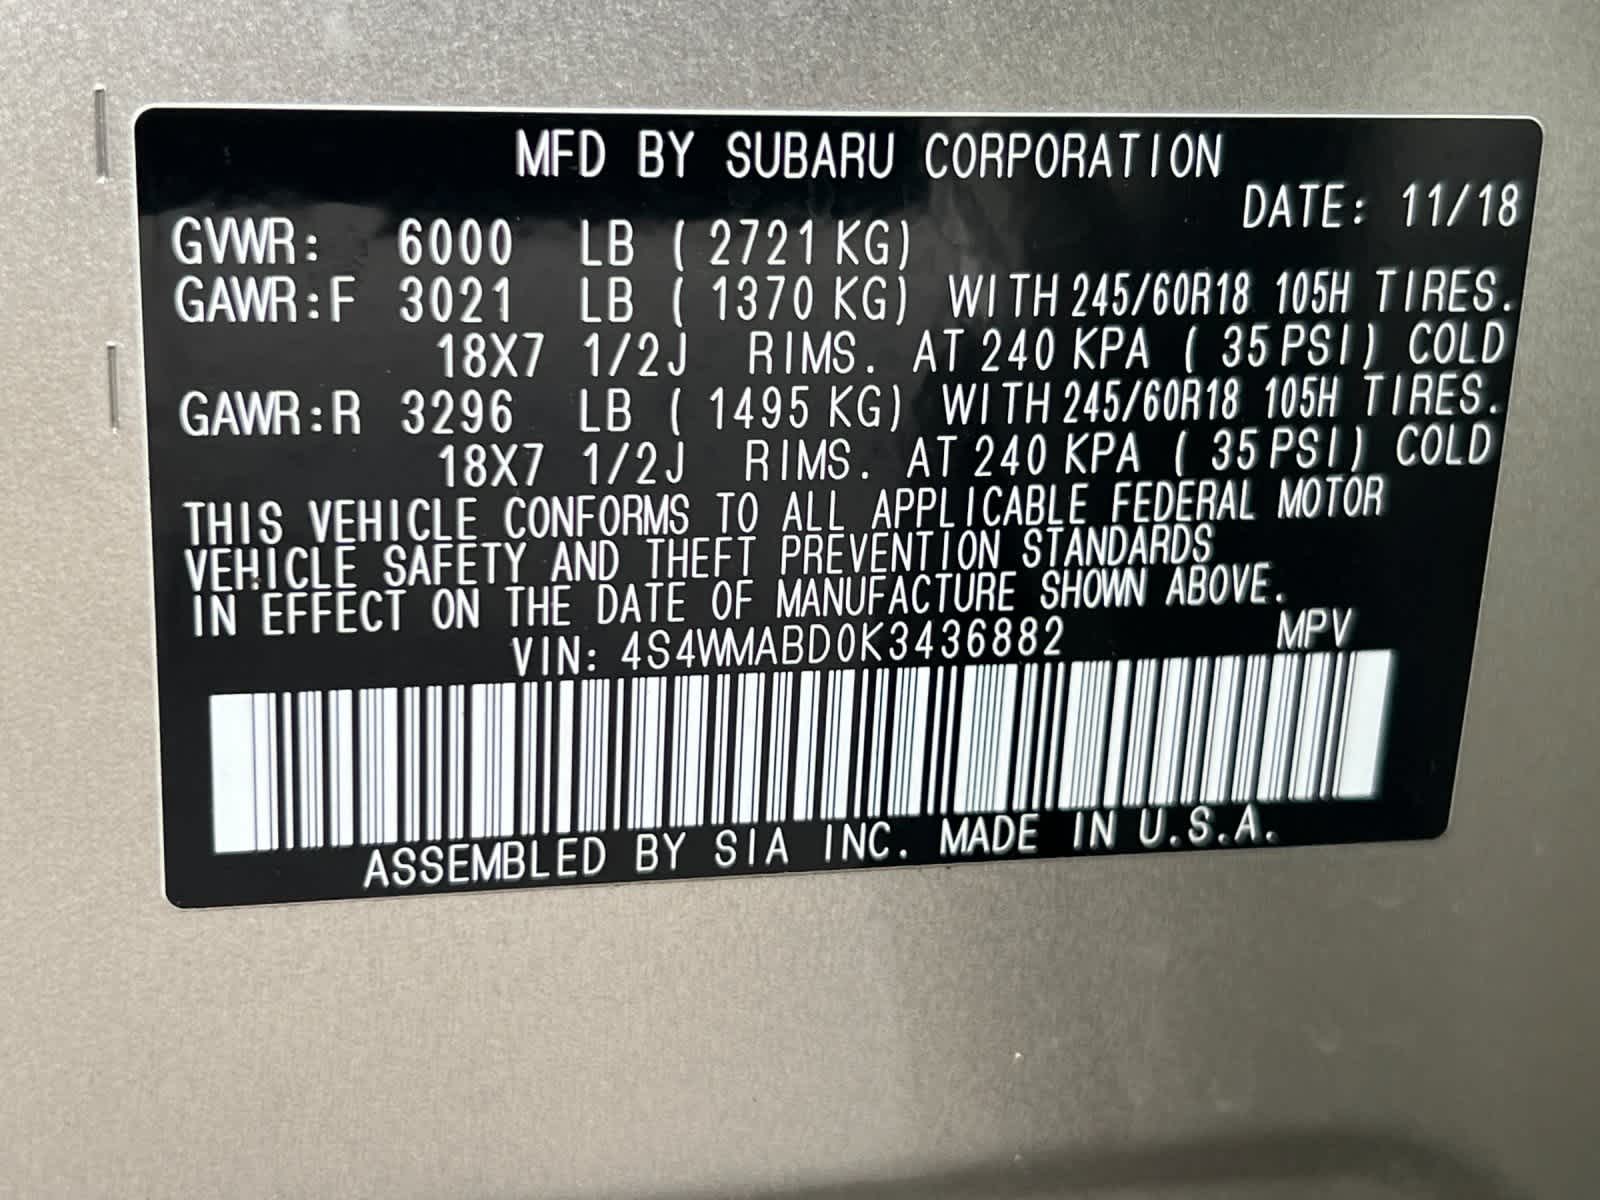 MFD BY SUBARU CORPORATION
DATE: 11/18
GVWR: 6000 LB ( 2721 KG)
GAWR:F 3021 LB ( 1370 KG) WITH 245/60R18 105H TIRES.
18X7 1/2J RIMS. AT 240 KPA ( 35 PSI) COLD
GAWR:R 3296 LB ( 1495 KG) WITH 245/60R18 105H TIRES.
18X7 1/2J RIMS. AT 240 KPA ( 35 PSI) COLD
THIS VEHICLE CONFORMS TO ALL APPLICABLE FEDERAL MOTOR
VEHICLE SAFETY AND THEFT PREVENTION STANDARDS
IN EFFECT ON THE DATE OF MANUFACTURE SHOWN ABOVE.
VIN: 4S4WMABD0K3436882 MPV
ASSEMBLED BY SIA INC. MADE IN U.S.A.